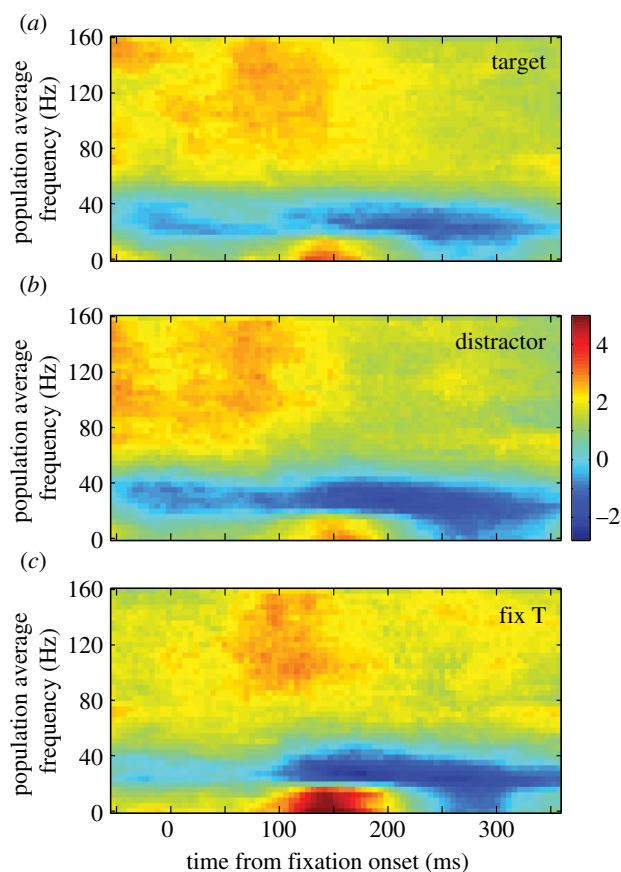 (a)
160
120
80
40
0
population average
frequency (Hz)
target
(b)
160
120
80
40
0
population average
frequency (Hz)
distractor
4
2
0
−2
(c)
160
120
80
40
0
population average
frequency (Hz)
fix T
0 100 200 300
time from fixation onset (ms)